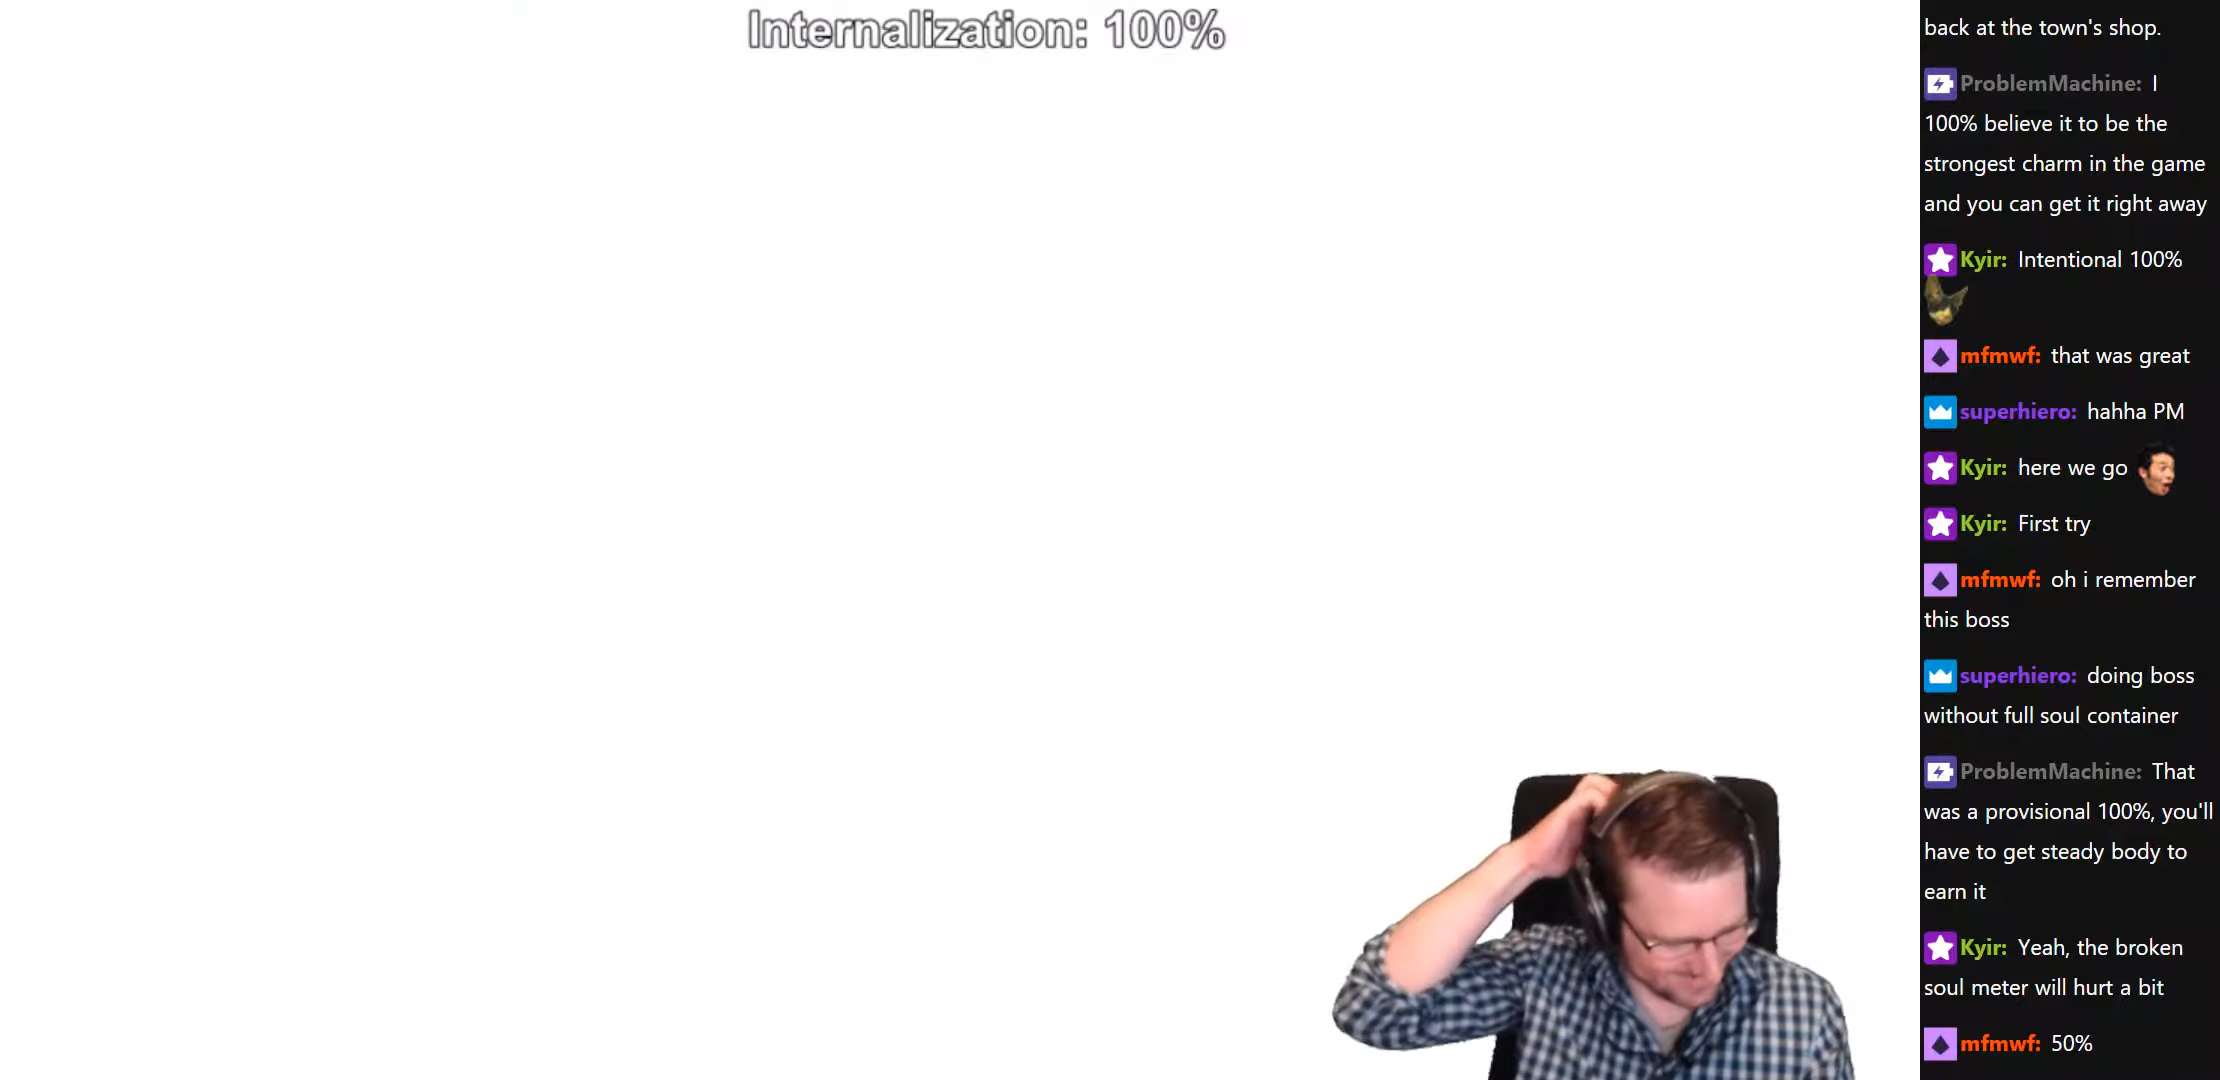 Internalization: 100%
back at the town's shop.
ProblemMachine: I
100% believe it to be the
strongest charm in the game
and you can get it right away
Kyir: Intentional 100%
mfmwf: that was great
superhiero: hahha PM
Kyir: here we go
Kyir: First try
mfmwf: oh i remember
this boss
superhiero: doing boss
without full soul container
ProblemMachine: That
was a provisional 100%, you'll
have to get steady body to
earn it
Kyir: Yeah, the broken
soul meter will hurt a bit
mfmwf: 50%